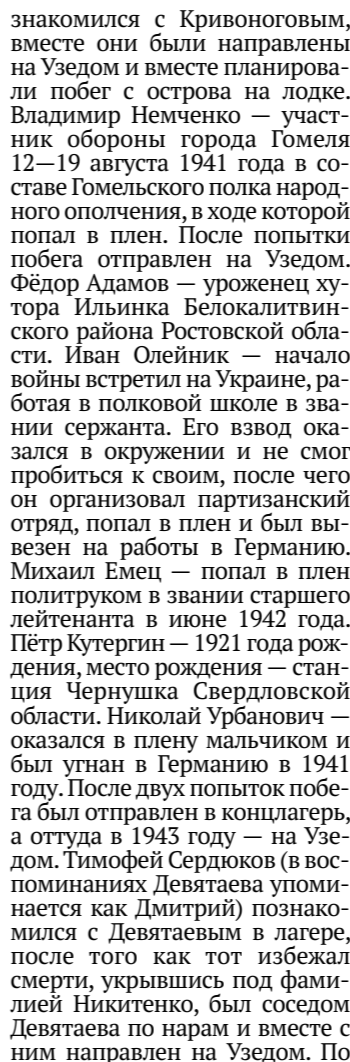 знакомился с Кривоноговым,
вместе они были направлены
на Узедом и вместе планирова-
ли побег с острова на лодке.
Владимир Немченко — участ-
ник обороны города Гомеля
12—19 августа 1941 года в со-
ставе Гомельского полка народ-
ного ополчения, в ходе которой
попал в плен. После попытки
побега отправлен на Узедом.
Фёдор Адамов — уроженец ху-
тора Ильинка Белокалитвин-
ского района Ростовской обла-
сти. Иван Олейник — начало
войны встретил на Украине, ра-
ботая в полковой школе в зва-
нии сержанта. Его взвод ока-
зался в окружении и не смог
пробиться к своим, после чего
он организовал партизанский
отряд, попал в плен и был вы-
везен на работы в Германию.
Михаил Емец — попал в плен
политруком в звании старшего
лейтенанта в июне 1942 года.
Пётр Кутергин — 1921 года рож-
дения, место рождения — стан-
ция Чернушка Свердловской
области. Николай Урбанович —
оказался в плену мальчиком и
был угнан в Германию в 1941
году. После двух попыток побе-
га был отправлен в концлагерь,
а оттуда в 1943 году — на Узе-
дом. Тимофей Сердюков (в вос-
поминаниях Девятаева упоми-
нается как Дмитрий) познако-
мился с Девятаевым в лагере,
после того как тот избежал
смерти, укрывшись под фами-
лией Никитенко, был соседом
Девятаева по нарам и вместе с
ним направлен на Узедом. По